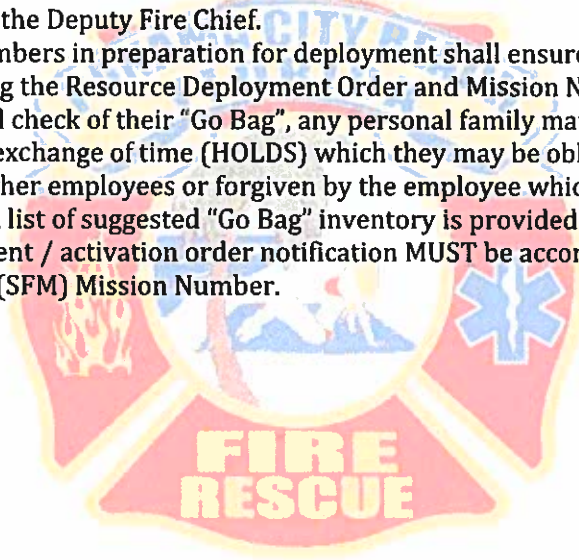 the Deputy Fire Chief.
mbers in preparation for deployment shall ensure
g the Resource Deployment Order and Mission N
l check of their “Go Bag”, any personal family ma
exchange of time (HOLDS) which they may be obl
her employees or forgiven by the employee whic
list of suggested “Go Bag” inventory is provided
ent / activation order notification MUST be accor
(SFM) Mission Number.
CITY
FIRE
RESCUE